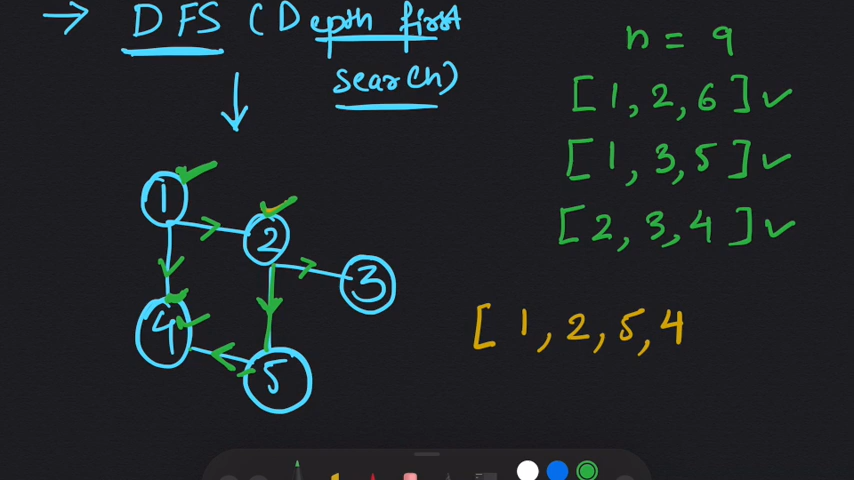 → DFS (Depth first
search)
n = 9
[1, 2, 6] ✓
[1, 3, 5] ✓
[2, 3, 4] ✓
1
2
3
4
5
[ 1, 2, 5, 4